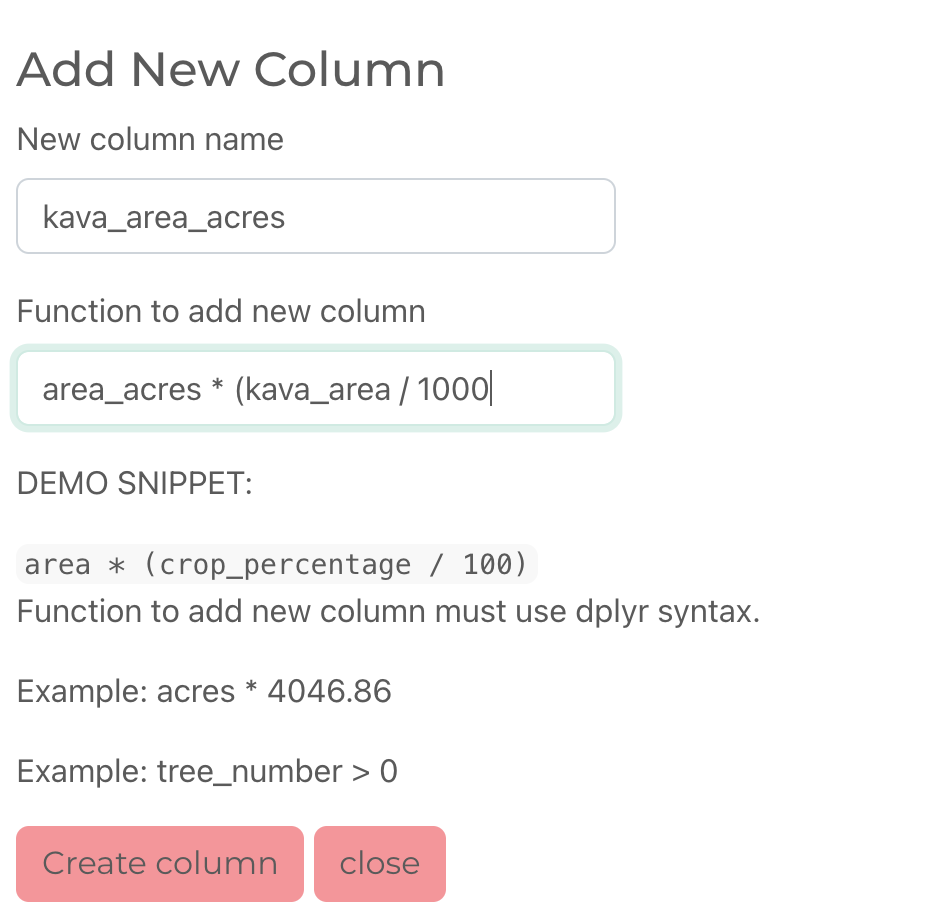 Add New Column
New column name
kava_area_acres
Function to add new column
area_acres * (kava_area / 1000
DEMO SNIPPET:
area * (crop_percentage / 100)
Function to add new column must use dplyr syntax.
Example: acres * 4046.86
Example: tree_number > 0
Create column
close